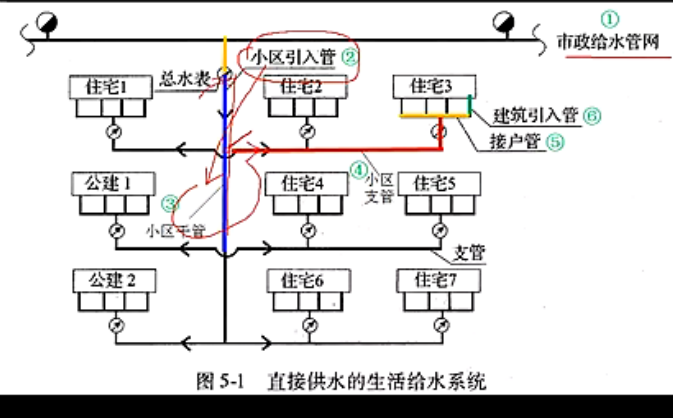 ①
市政给水管网
小区引入管②
总水表
住宅1
住宅2
住宅3
建筑引入管⑥
接户管⑤
④小区
支管
公建1
③
小区干管
住宅4
住宅5
支管
公建2
住宅6
住宅7
图5-1 直接供水的生活给水系统